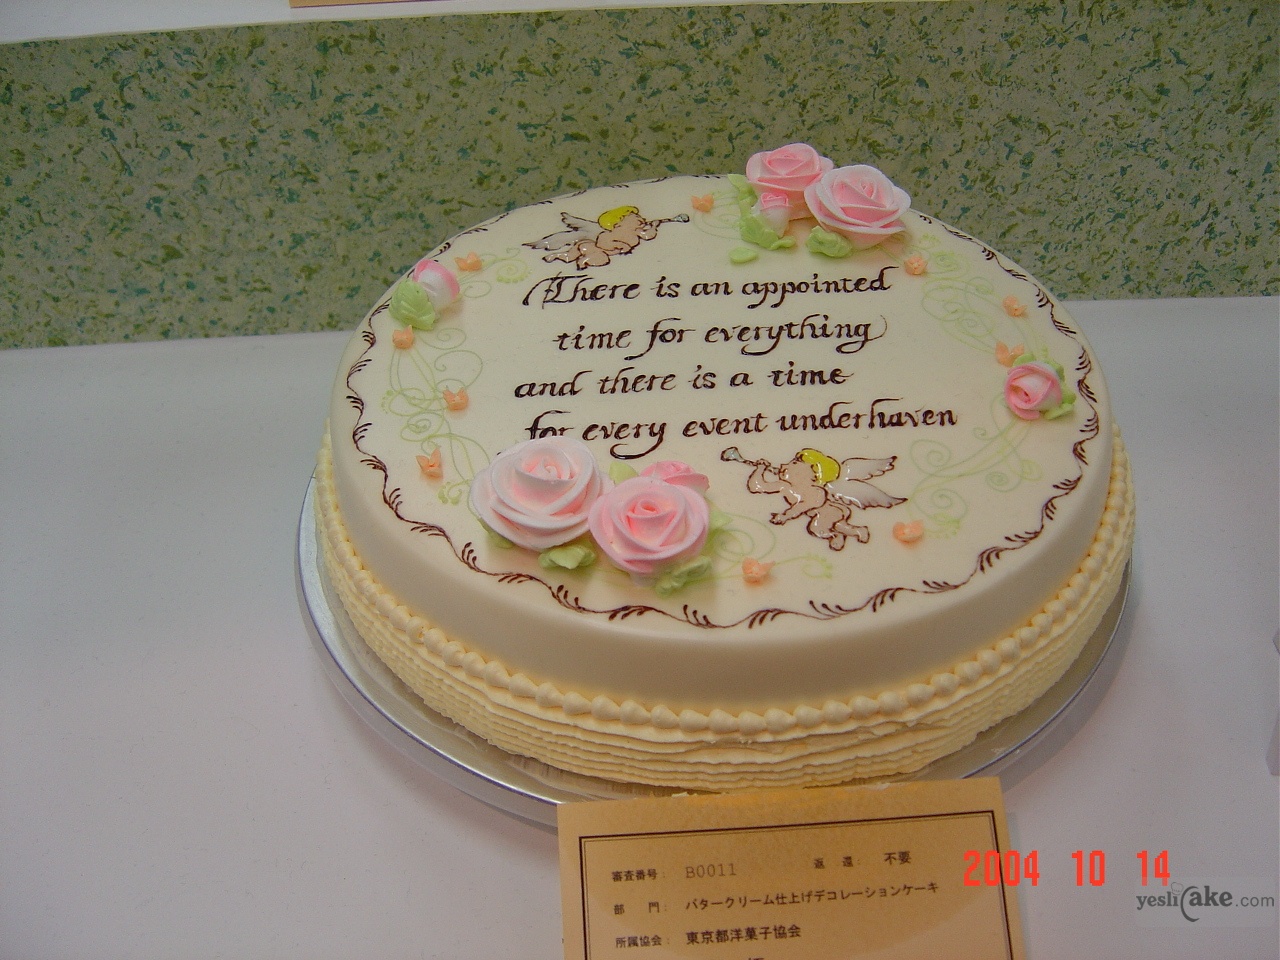 There is an appointed
time for everything
and there is a time
for every event underhaven
審査番号: B0011 返還: 不要
部門: バタークリーム仕上げデコレーションケーキ
所属協会: 東京都洋菓子協会
2004 10 14
yesliCake.com